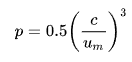 p = 0.5(c/u_m)^3